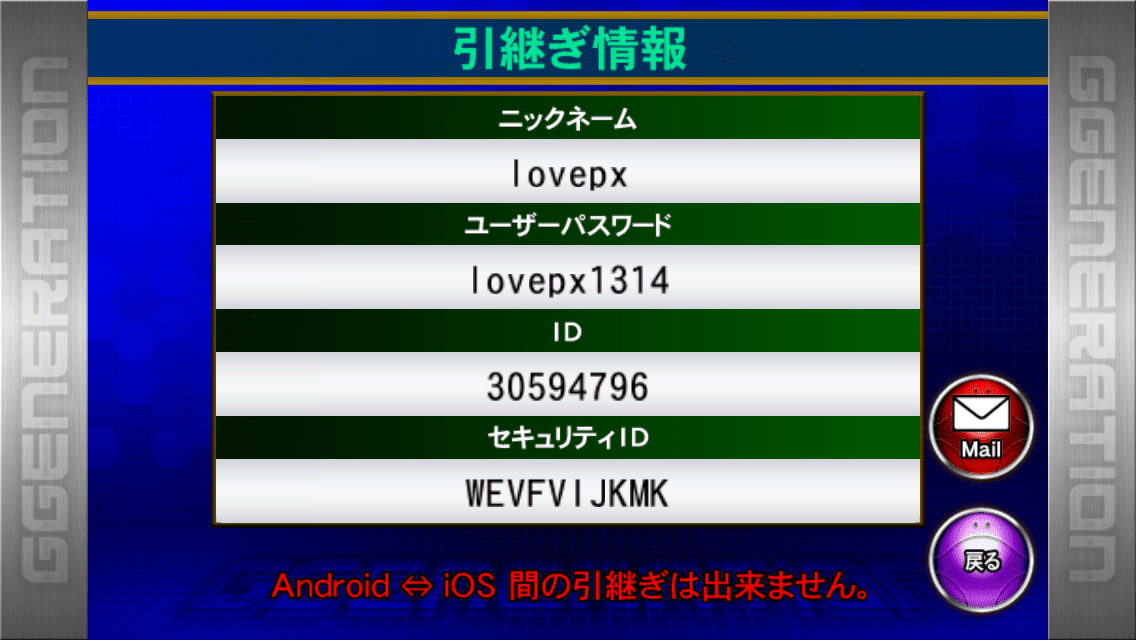 引継ぎ情報
ニックネーム
lovepx
ユーザーパスワード
lovepx1314
ID
30594796
セキュリティID
WEVFVIJKMK
Mail
戻る
Android ⇔ iOS 間の引継ぎは出来ません。
GGENERATION
GGENERATION